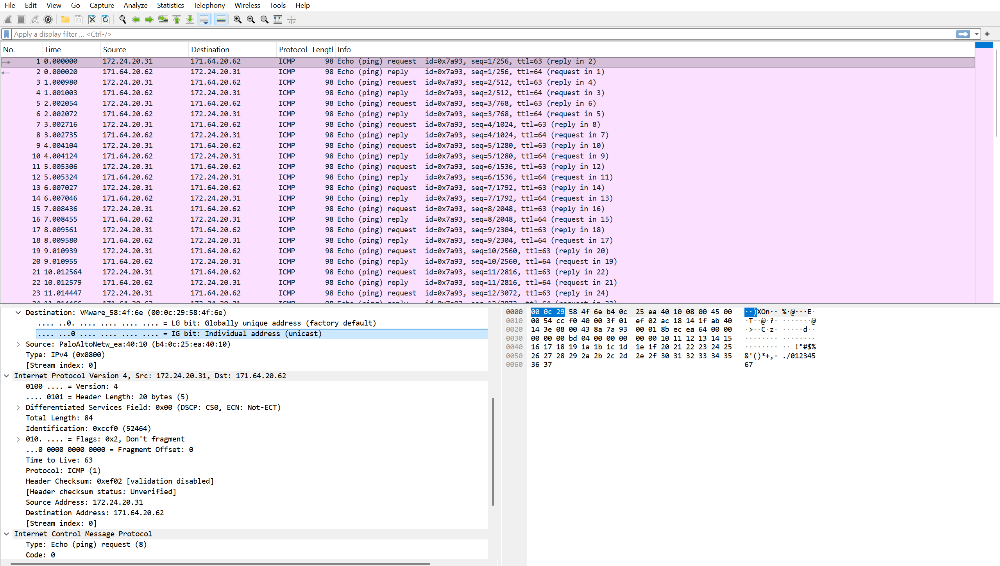 File Edit View Go Capture Analyze Statistics Telephony Wireless Tools Help
Apply a display filter ... <Ctrl-/>
No. Time Source Destination Protocol Lengtl Info
1 0.000000 172.24.20.31 171.64.20.62 ICMP 98 Echo (ping) request id=0x7a93, seq=1/256, ttl=63 (reply in 2)
2 0.000020 171.64.20.62 172.24.20.31 ICMP 98 Echo (ping) reply id=0x7a93, seq=1/256, ttl=64 (request in 1)
3 1.000980 172.24.20.31 171.64.20.62 ICMP 98 Echo (ping) request id=0x7a93, seq=2/512, ttl=63 (reply in 4)
4 1.001003 171.64.20.62 172.24.20.31 ICMP 98 Echo (ping) reply id=0x7a93, seq=2/512, ttl=64 (request in 3)
5 2.002054 172.24.20.31 171.64.20.62 ICMP 98 Echo (ping) request id=0x7a93, seq=3/768, ttl=63 (reply in 6)
6 2.002072 171.64.20.62 172.24.20.31 ICMP 98 Echo (ping) reply id=0x7a93, seq=3/768, ttl=64 (request in 5)
7 3.002716 172.24.20.31 171.64.20.62 ICMP 98 Echo (ping) request id=0x7a93, seq=4/1024, ttl=63 (reply in 8)
8 3.002735 171.64.20.62 172.24.20.31 ICMP 98 Echo (ping) reply id=0x7a93, seq=4/1024, ttl=64 (request in 7)
9 4.004104 172.24.20.31 171.64.20.62 ICMP 98 Echo (ping) request id=0x7a93, seq=5/1280, ttl=63 (reply in 10)
10 4.004124 171.64.20.62 172.24.20.31 ICMP 98 Echo (ping) reply id=0x7a93, seq=5/1280, ttl=64 (request in 9)
11 5.005306 172.24.20.31 171.64.20.62 ICMP 98 Echo (ping) request id=0x7a93, seq=6/1536, ttl=63 (reply in 12)
12 5.005324 171.64.20.62 172.24.20.31 ICMP 98 Echo (ping) reply id=0x7a93, seq=6/1536, ttl=64 (request in 11)
13 6.007027 172.24.20.31 171.64.20.62 ICMP 98 Echo (ping) request id=0x7a93, seq=7/1792, ttl=63 (reply in 14)
14 6.007046 171.64.20.62 172.24.20.31 ICMP 98 Echo (ping) reply id=0x7a93, seq=7/1792, ttl=64 (request in 13)
15 7.008436 172.24.20.31 171.64.20.62 ICMP 98 Echo (ping) request id=0x7a93, seq=8/2048, ttl=63 (reply in 16)
16 7.008455 171.64.20.62 172.24.20.31 ICMP 98 Echo (ping) reply id=0x7a93, seq=8/2048, ttl=64 (request in 15)
17 8.009561 172.24.20.31 171.64.20.62 ICMP 98 Echo (ping) request id=0x7a93, seq=9/2304, ttl=63 (reply in 18)
18 8.009580 171.64.20.62 172.24.20.31 ICMP 98 Echo (ping) reply id=0x7a93, seq=9/2304, ttl=64 (request in 17)
19 9.010939 172.24.20.31 171.64.20.62 ICMP 98 Echo (ping) request id=0x7a93, seq=10/2560, ttl=63 (reply in 20)
20 9.010955 171.64.20.62 172.24.20.31 ICMP 98 Echo (ping) reply id=0x7a93, seq=10/2560, ttl=64 (request in 19)
21 10.012564 172.24.20.31 171.64.20.62 ICMP 98 Echo (ping) request id=0x7a93, seq=11/2816, ttl=63 (reply in 22)
22 10.012579 171.64.20.62 172.24.20.31 ICMP 98 Echo (ping) reply id=0x7a93, seq=11/2816, ttl=64 (request in 21)
23 11.014447 172.24.20.31 171.64.20.62 ICMP 98 Echo (ping) request id=0x7a93, seq=12/3072, ttl=63 (reply in 24)
24 11.014466 171.64.20.62 172.24.20.31 ICMP 98 Echo (ping) reply id=0x7a93, seq=12/3072, ttl=64 (request in 23)
Destination: VMware_58:4f:6e (00:0c:29:58:4f:6e)
.... ..0. .... .... .... .... = LG bit: Globally unique address (factory default)
.... ...0 .... .... .... .... = IG bit: Individual address (unicast)
Source: PaloAltoNetw_ea:40:10 (b4:0c:25:ea:40:10)
Type: IPv4 (0x0800)
[Stream index: 0]
Internet Protocol Version 4, Src: 172.24.20.31, Dst: 171.64.20.62
0100 .... = Version: 4
.... 0101 = Header Length: 20 bytes (5)
Differentiated Services Field: 0x00 (DSCP: CS0, ECN: Not-ECT)
Total Length: 84
Identification: 0xccf0 (52464)
010. .... = Flags: 0x2, Don't fragment
...0 0000 0000 0000 = Fragment Offset: 0
Time to Live: 63
Protocol: ICMP (1)
Header Checksum: 0xef02 [validation disabled]
[Header checksum status: Unverified]
Source Address: 172.24.20.31
Destination Address: 171.64.20.62
[Stream index: 0]
Internet Control Message Protocol
Type: Echo (ping) request (8)
Code: 0
0000 00 0c 29 58 4f 6e b4 0c 25 ea 40 10 08 00 45 00 ··)XOn·· %·@···E·
0010 00 54 cc f0 40 00 3f 01 ef 02 ac 18 14 1f ab 40 ·T··@·?· ·······@
0020 14 3e 08 00 43 8a 7a 93 00 01 8b ec ea 64 00 00 ·>··C·z· ·····d··
0030 00 00 00 bd 04 00 00 00 00 00 10 11 12 13 14 15 ········ ········
0040 16 17 18 19 1a 1b 1c 1d 1e 1f 20 21 22 23 24 25 ········ ·· !"#$%
0050 26 27 28 29 2a 2b 2c 2d 2e 2f 30 31 32 33 34 35 &'()*+,- ./012345
0060 36 37 67